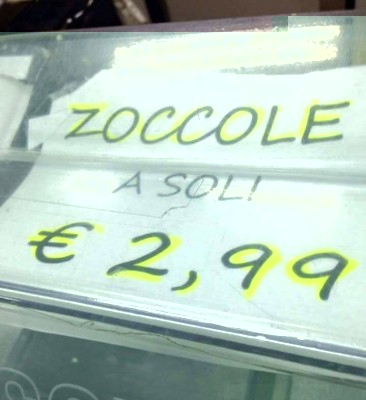 ZOCCOLE
A SOLI
€ 2,99